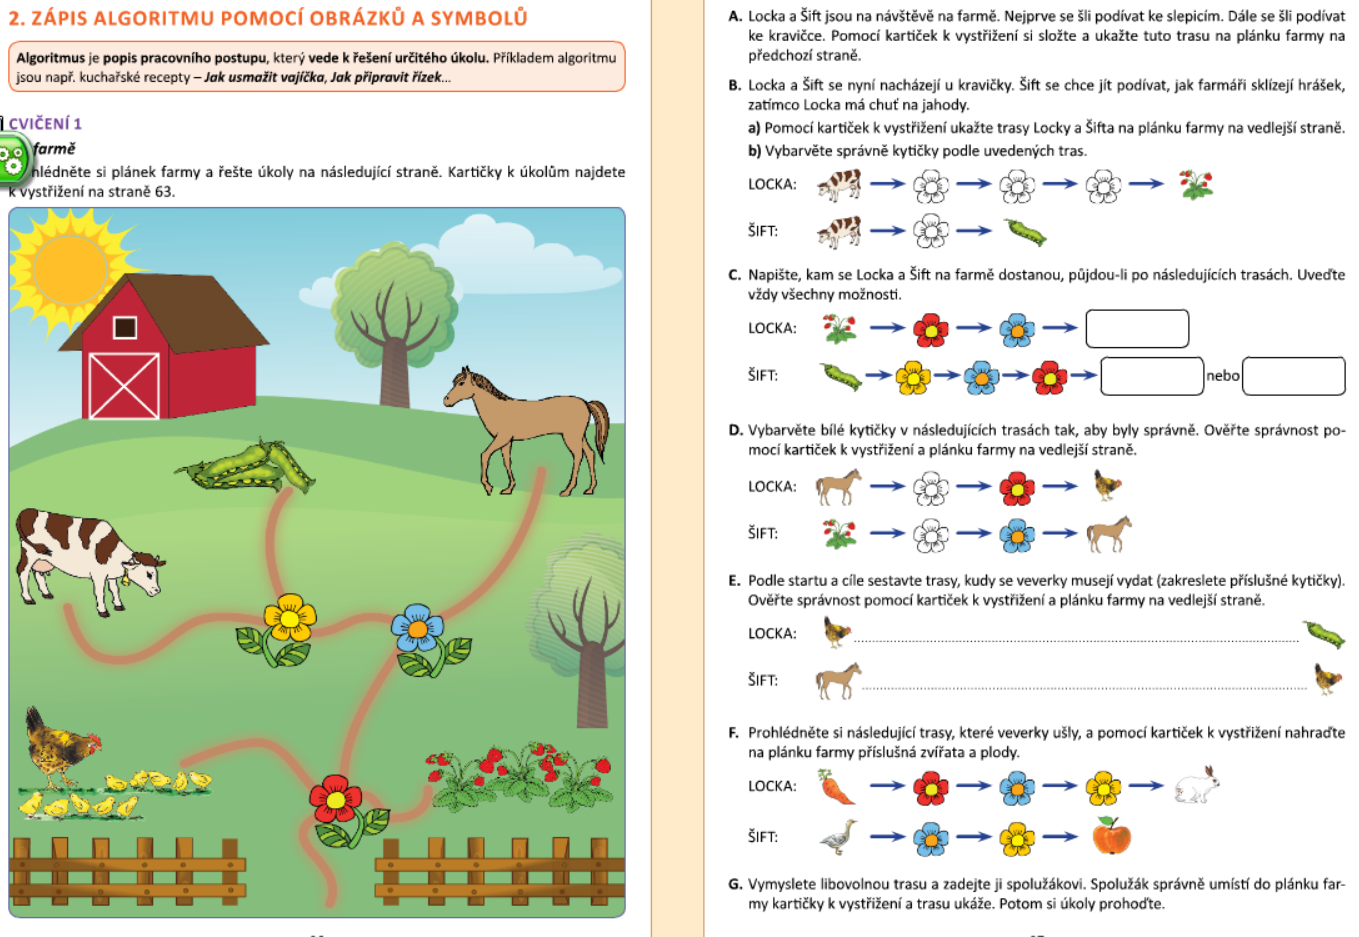 2. ZÁPIS ALGORITMU POMOCÍ OBRÁZKŮ A SYMBOLŮ
Algoritmus je popis pracovního postupu, který vede k řešení určitého úkolu. Příkladem algoritmu
jsou např. kuchařské recepty – Jak usmažit vajíčka, Jak připravit řízek...
CVIČENÍ 1
farmě
hlédněte si plánek farmy a řešte úkoly na následující straně. Kartičky k úkolům najdete
k vystřižení na straně 63.
A. Locka a Šift jsou na návštěvě na farmě. Nejprve se šli podívat ke slepicím. Dále se šli podívat
ke kravičce. Pomocí kartiček k vystřižení si složte a ukažte tuto trasu na plánku farmy na
předchozí straně.
B. Locka a Šift se nyní nacházejí u kravičky. Šift se chce jít podívat, jak farmáři sklízejí hrášek,
zatímco Locka má chuť na jahody.
a) Pomocí kartiček k vystřižení ukažte trasy Locky a Šifta na plánku farmy na vedlejší straně.
b) Vybarvěte správně kytičky podle uvedených tras.
LOCKA:
ŠIFT:
C. Napište, kam se Locka a Šift na farmě dostanou, půjdou-li po následujících trasách. Uveďte
vždy všechny možnosti.
LOCKA:
ŠIFT: nebo
D. Vybarvěte bílé kytičky v následujících trasách tak, aby byly správně. Ověřte správnost po-
mocí kartiček k vystřižení a plánku farmy na vedlejší straně.
LOCKA:
ŠIFT:
E. Podle startu a cíle sestavte trasy, kudy se veverky musejí vydat (zakreslete příslušné kytičky).
Ověřte správnost pomocí kartiček k vystřižení a plánku farmy na vedlejší straně.
LOCKA:
ŠIFT:
F. Prohlédněte si následující trasy, které veverky ušly, a pomocí kartiček k vystřižení nahraďte
na plánku farmy příslušná zvířata a plody.
LOCKA:
ŠIFT:
G. Vymyslete libovolnou trasu a zadejte ji spolužákovi. Spolužák správně umístí do plánku far-
my kartičky k vystřižení a trasu ukáže. Potom si úkoly prohoďte.